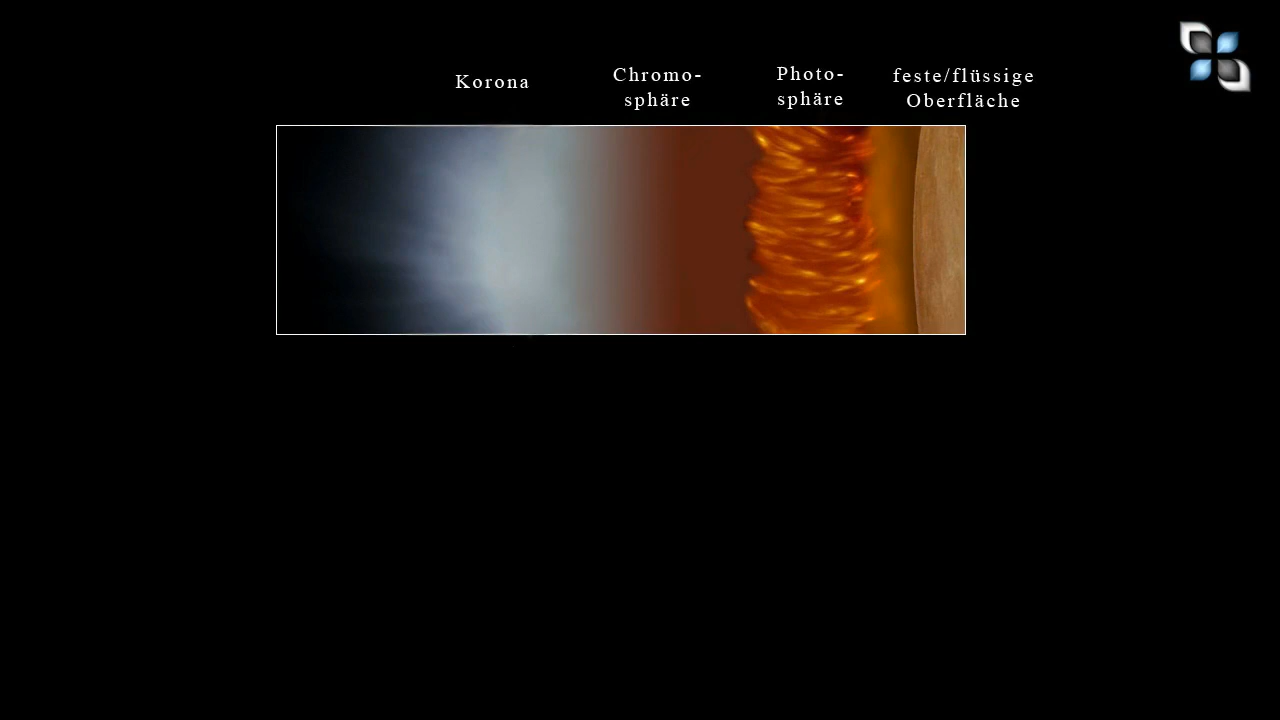 Korona
Chromo-
sphäre
Photo-
sphäre
feste/flüssige
Oberfläche